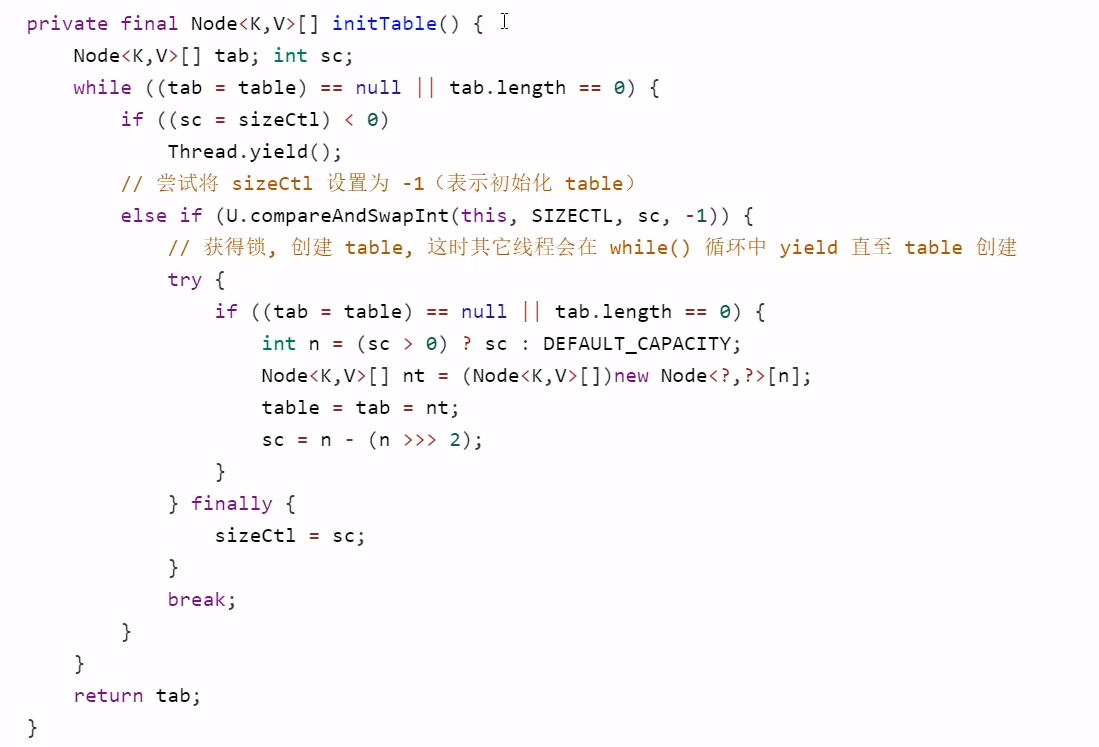 private final Node<K,V>[] initTable() {
    Node<K,V>[] tab; int sc;
    while ((tab = table) == null || tab.length == 0) {
        if ((sc = sizeCtl) < 0)
            Thread.yield();
        // 尝试将 sizeCtl 设置为 -1（表示初始化 table）
        else if (U.compareAndSwapInt(this, SIZECTL, sc, -1)) {
            // 获得锁, 创建 table, 这时其它线程会在 while() 循环中 yield 直至 table 创建
            try {
                if ((tab = table) == null || tab.length == 0) {
                    int n = (sc > 0) ? sc : DEFAULT_CAPACITY;
                    Node<K,V>[] nt = (Node<K,V>[])new Node<?,?>[n];
                    table = tab = nt;
                    sc = n - (n >>> 2);
                }
            } finally {
                sizeCtl = sc;
            }
            break;
        }
    }
    return tab;
}